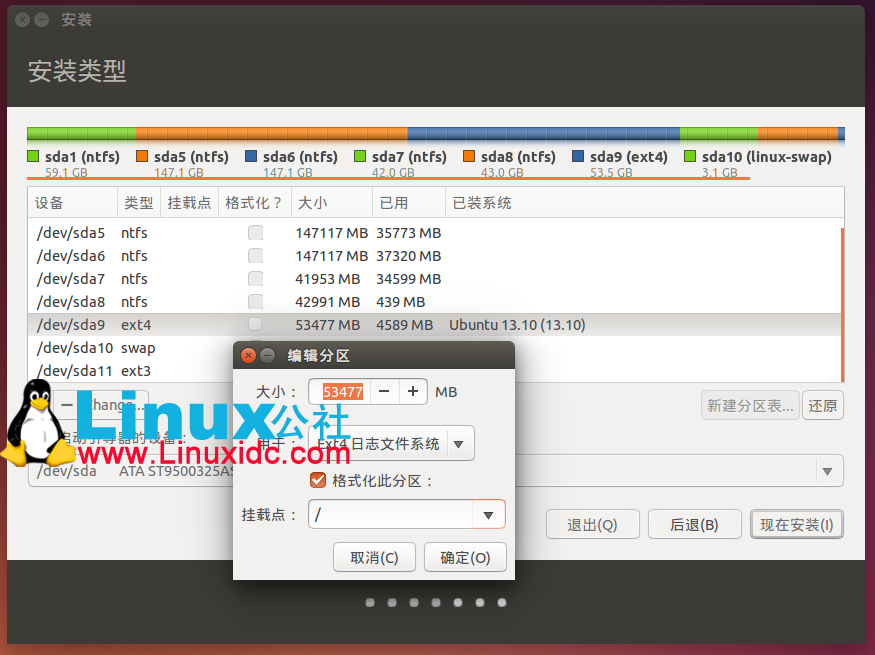 安装
安装类型
sda1 (ntfs) sda5 (ntfs) sda6 (ntfs) sda7 (ntfs) sda8 (ntfs) sda9 (ext4) sda10 (linux-swap)
59.1 GB 147.1 GB 147.1 GB 42.0 GB 43.0 GB 53.5 GB 3.1 GB
设备 类型 挂载点 格式化？ 大小 已用 已装系统
/dev/sda5 ntfs 147117 MB 35773 MB
/dev/sda6 ntfs 147117 MB 37320 MB
/dev/sda7 ntfs 41953 MB 34599 MB
/dev/sda8 ntfs 42991 MB 439 MB
/dev/sda9 ext4 53477 MB 4589 MB Ubuntu 13.10 (13.10)
/dev/sda10 swap
/dev/sda11 ext3
编辑分区
大小： 53477 − + MB
− Change... 新建分区表... 还原
Linux公社
启动引导器的设备：
用于： Ext4 日志文件系统
www.Linuxidc.com
/dev/sda ATA ST9500325AS
格式化此分区：
挂载点： /
退出(Q) 后退(B) 现在安装(I)
取消(C) 确定(O)